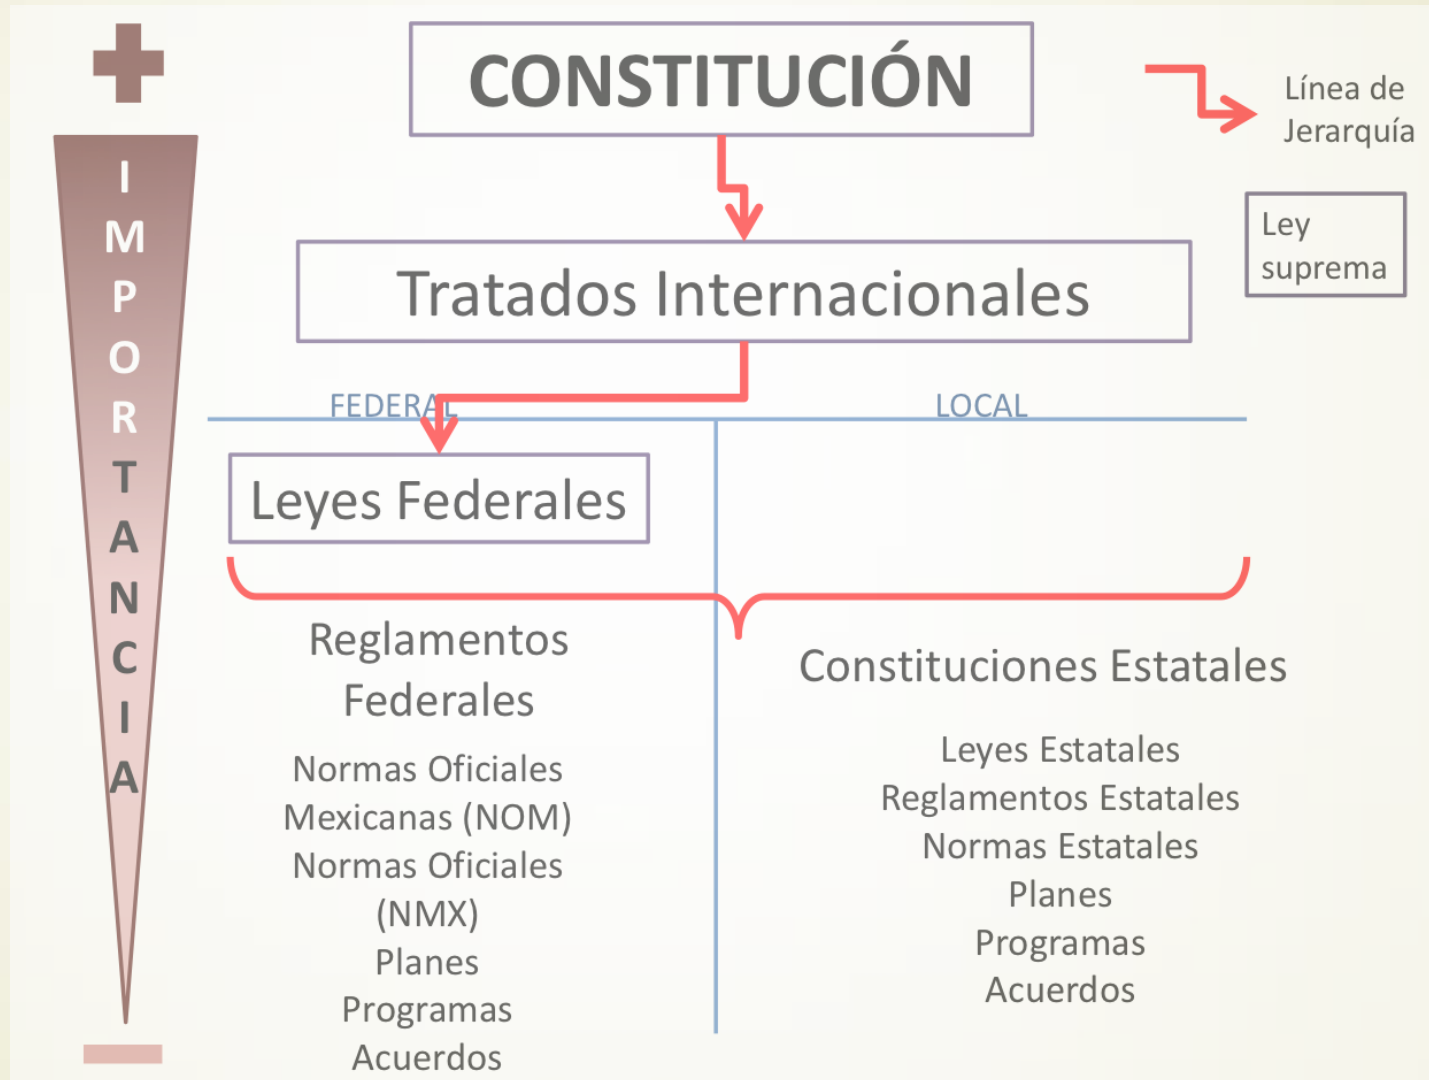 CONSTITUCIÓN
Línea de
Jerarquía
Ley
suprema
Tratados Internacionales
IMPORTANCIA
FEDERAL
LOCAL
Leyes Federales
Reglamentos
Federales
Normas Oficiales
Mexicanas (NOM)
Normas Oficiales
(NMX)
Planes
Programas
Acuerdos
Constituciones Estatales
Leyes Estatales
Reglamentos Estatales
Normas Estatales
Planes
Programas
Acuerdos